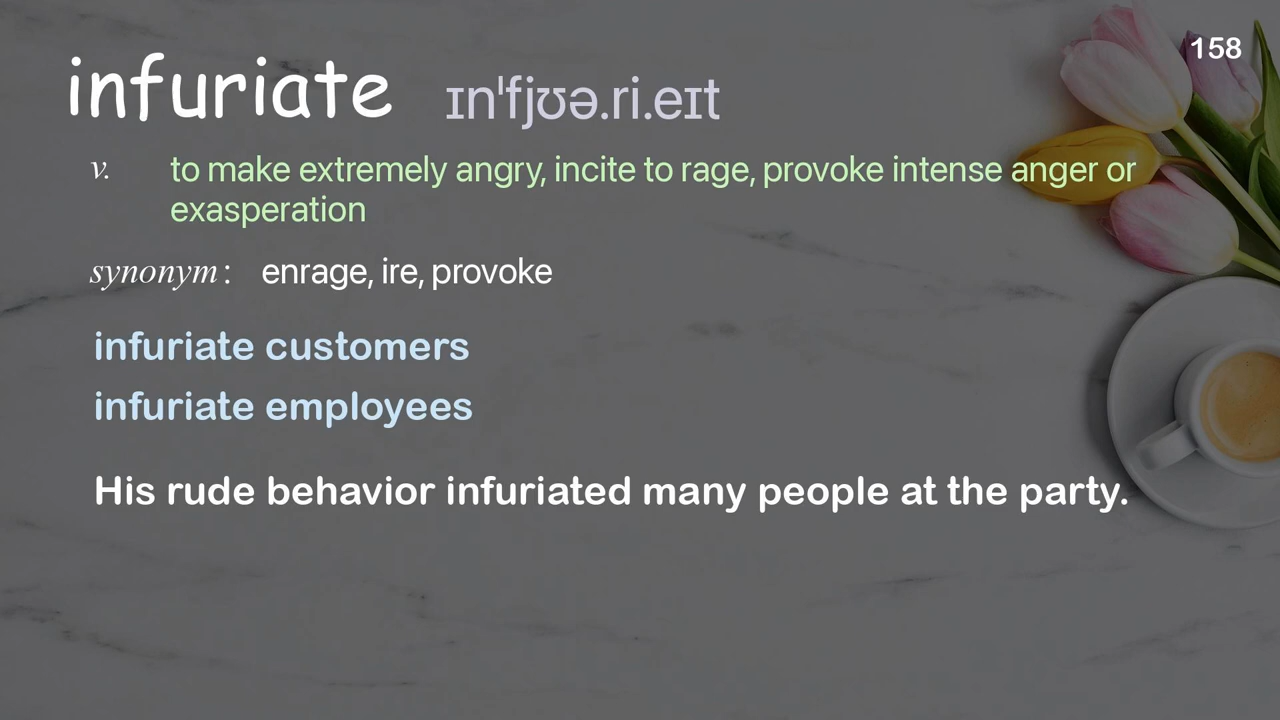 158
infuriate ɪnˈfjʊə.ri.eɪt
v. to make extremely angry, incite to rage, provoke intense anger or
exasperation
synonym: enrage, ire, provoke
infuriate customers
infuriate employees
His rude behavior infuriated many people at the party.